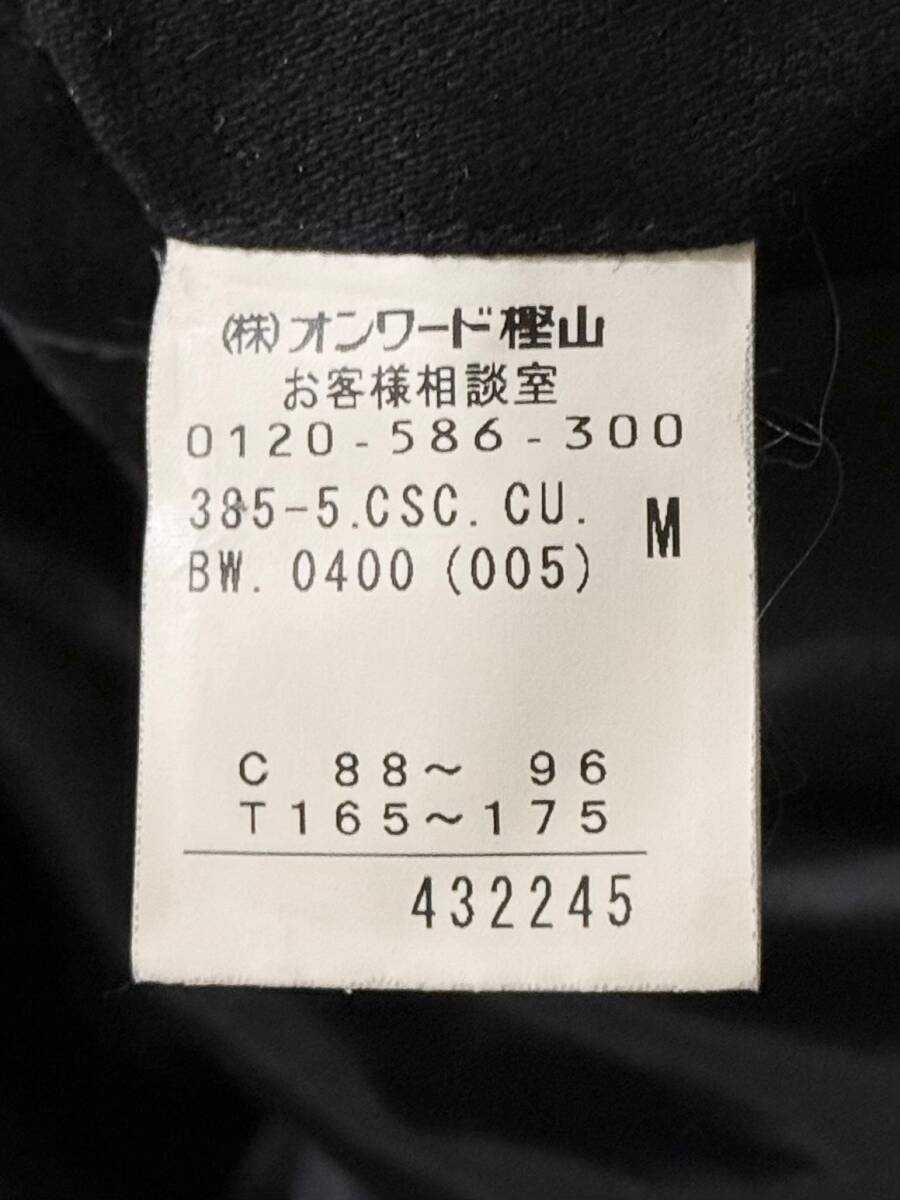 (株)オンワード樫山
お客様相談室
0120-586-300
385-5.CSC.CU. M
BW.0400(005)
C 88～ 96
T165～175
432245